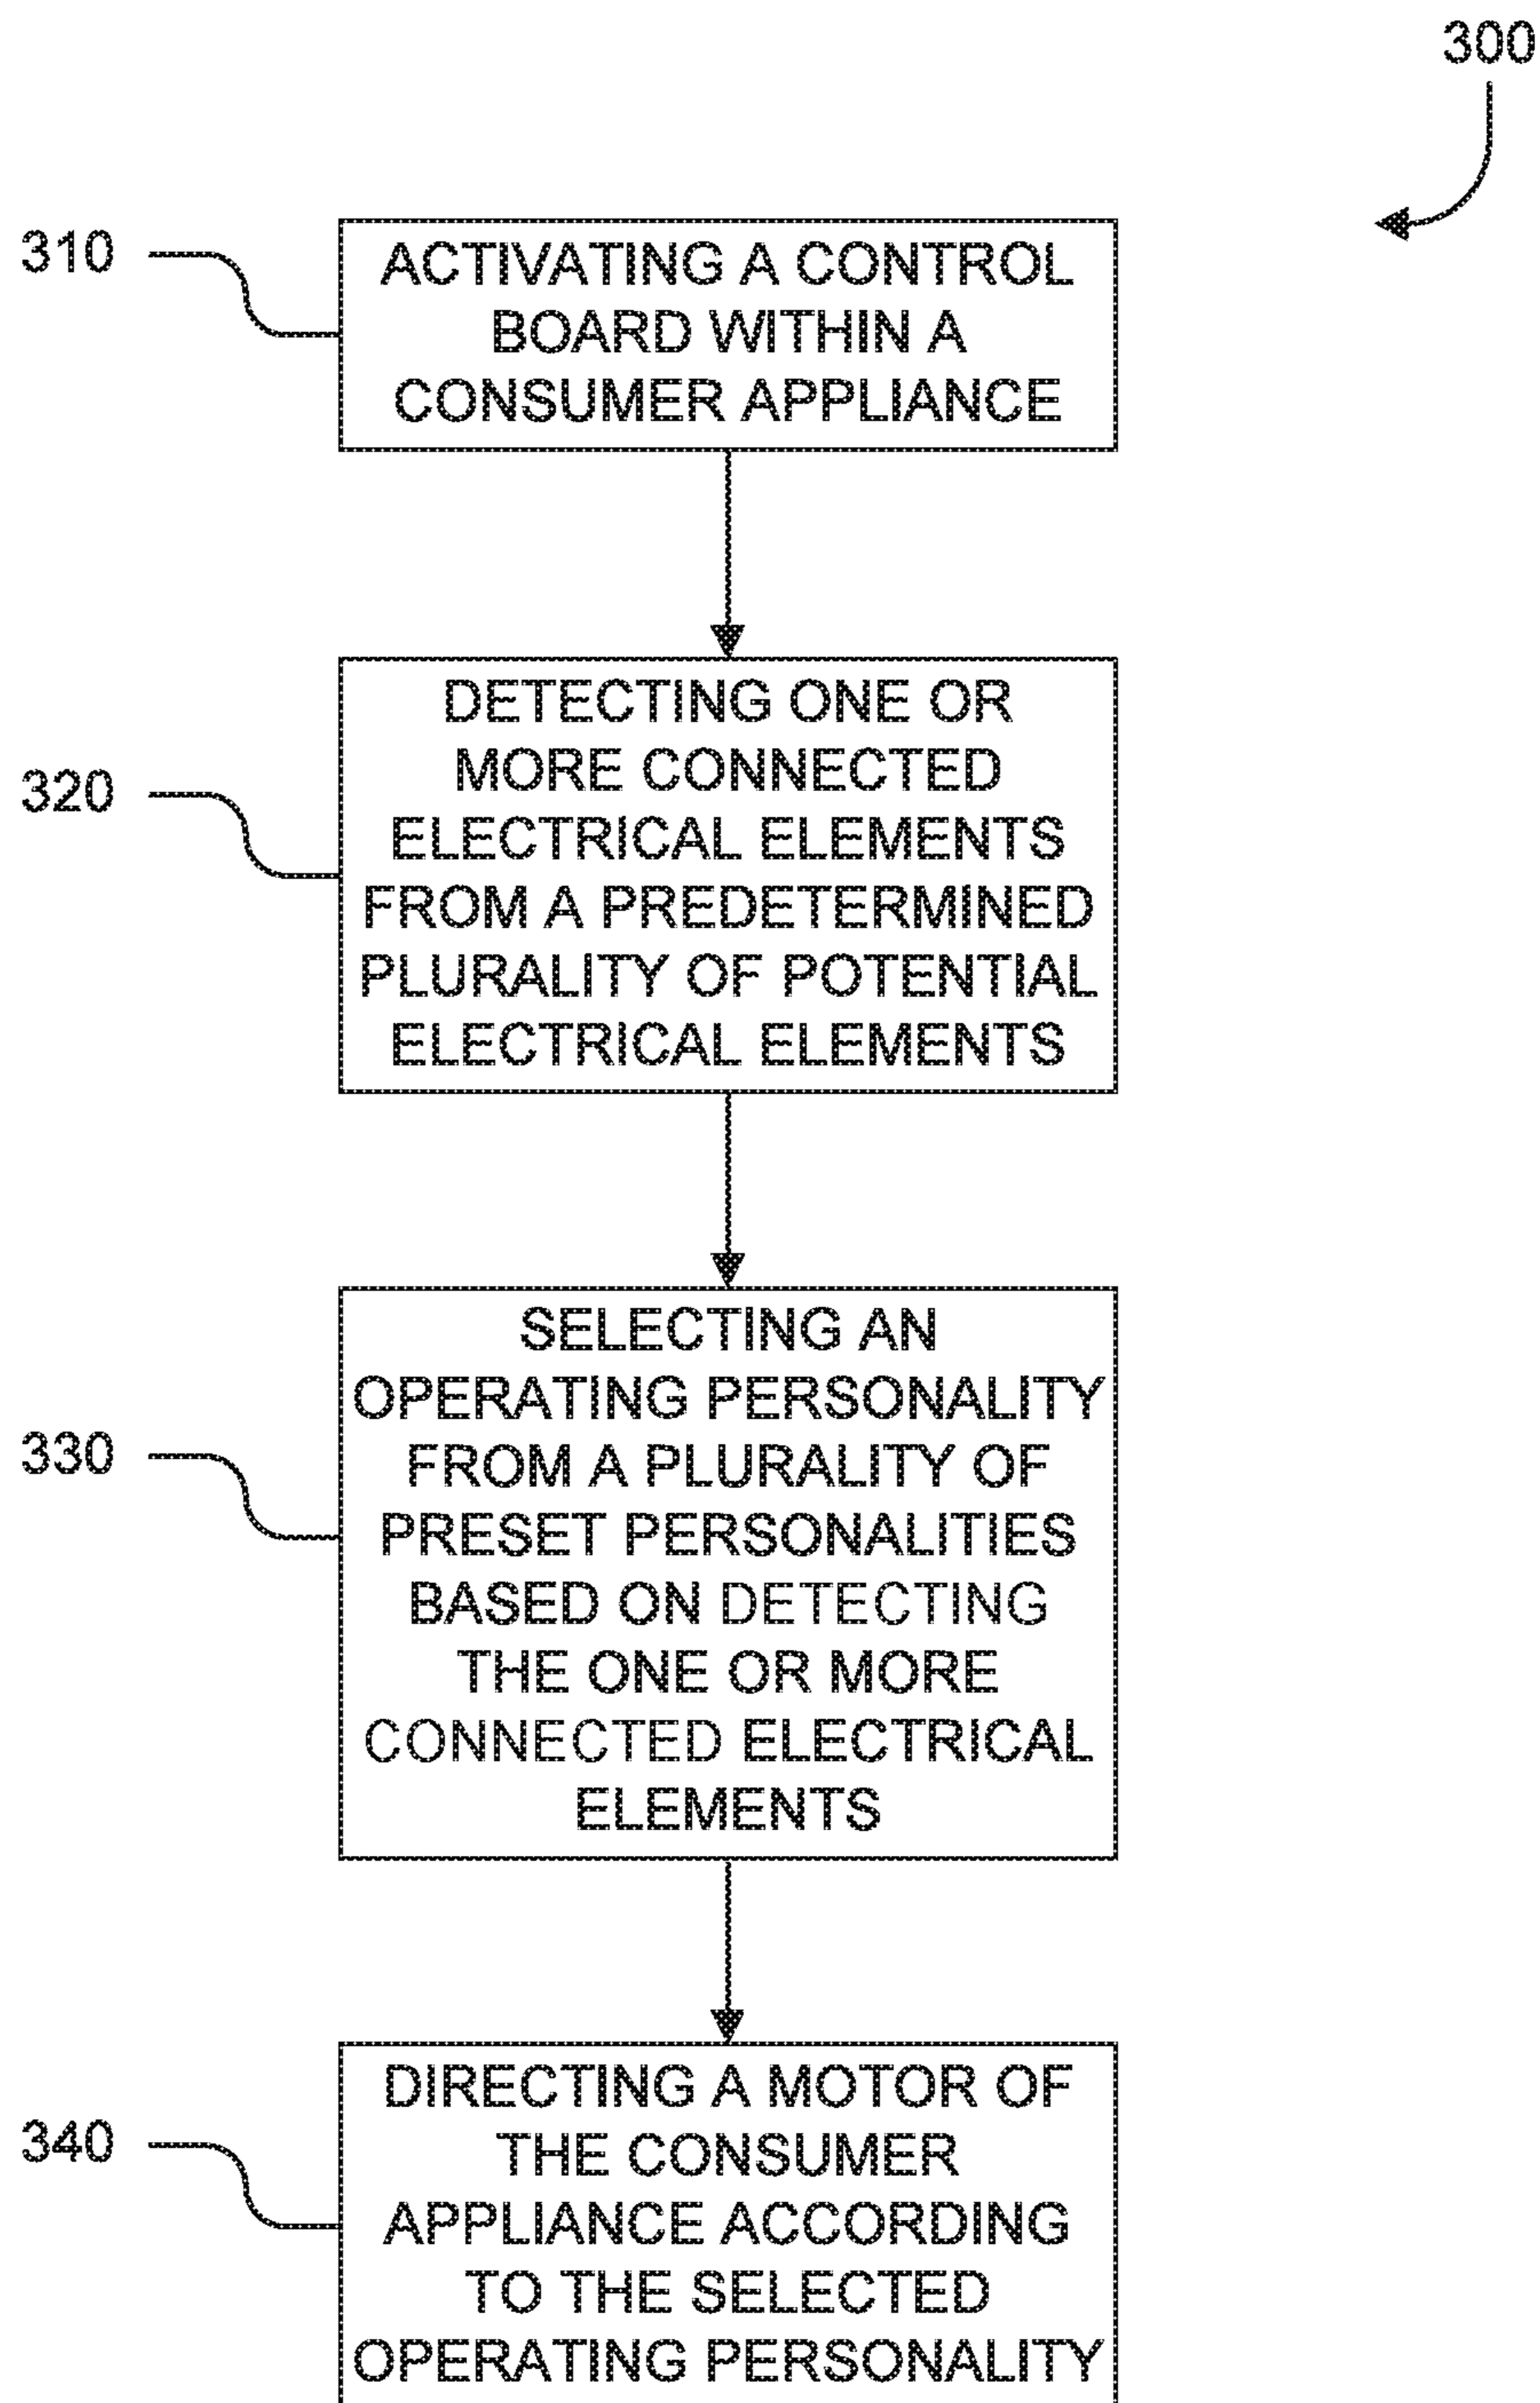 300
310
ACTIVATING A CONTROL
BOARD WITHIN A
CONSUMER APPLIANCE
320
DETECTING ONE OR
MORE CONNECTED
ELECTRICAL ELEMENTS
FROM A PREDETERMINED
PLURALITY OF POTENTIAL
ELECTRICAL ELEMENTS
330
SELECTING AN
OPERATING PERSONALITY
FROM A PLURALITY OF
PRESET PERSONALITIES
BASED ON DETECTING
THE ONE OR MORE
CONNECTED ELECTRICAL
ELEMENTS
340
DIRECTING A MOTOR OF
THE CONSUMER
APPLIANCE ACCORDING
TO THE SELECTED
OPERATING PERSONALITY